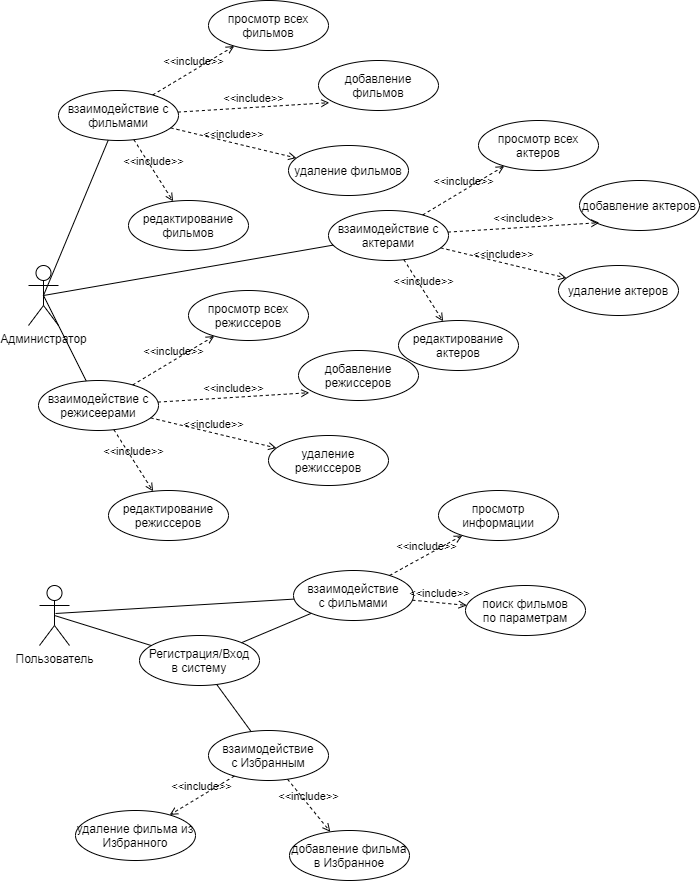 просмотр всех
фильмов
<<include>>
добавление
фильмов
<<include>>
взаимодействие с
фильмами
<<include>>
удаление фильмов
<<include>>
редактирование
фильмов
просмотр всех
актеров
<<include>>
добавление актеров
<<include>>
взаимодействие с
актерами
<<include>>
удаление актеров
<<include>>
редактирование
актеров
Администратор
просмотр всех
режиссеров
<<include>>
добавление
режиссеров
<<include>>
взаимодействие с
режисеерами
<<include>>
удаление
режиссеров
<<include>>
редактирование
режиссеров
просмотр
информации
<<include>>
взаимодействие
с фильмами
<<include>>
поиск фильмов
по параметрам
Пользователь
Регистрация/Вход
в систему
взаимодействие
с Избранным
<<include>>
<<include>>
удаление фильма из
Избранного
добавление фильма
в Избранное